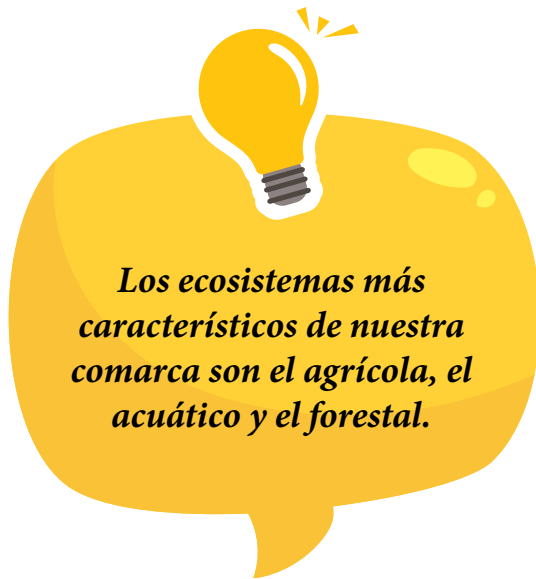 Los ecosistemas más
característicos de nuestra
comarca son el agrícola, el
acuático y el forestal.